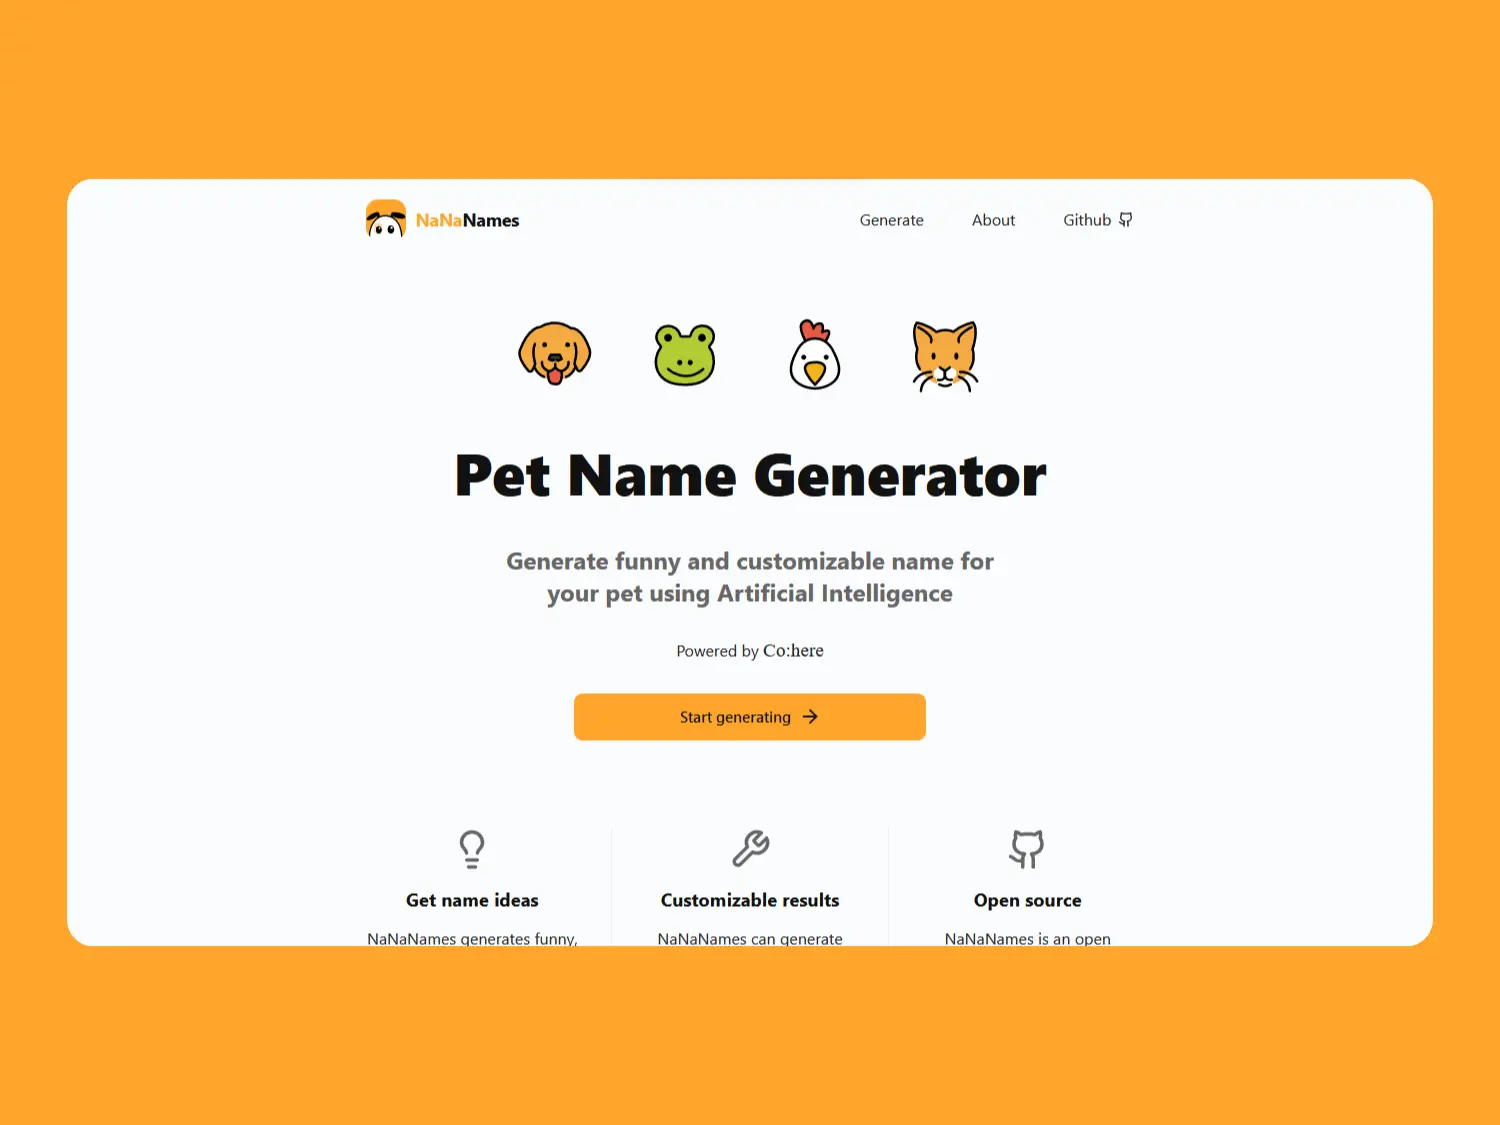 NaNaNames
Generate
About
Github
Pet Name Generator
Generate funny and customizable name for
your pet using Artificial Intelligence
Powered by Co:here
Start generating
Get name ideas
NaNaNames generates funny,
Customizable results
NaNaNames can generate
Open source
NaNaNames is an open